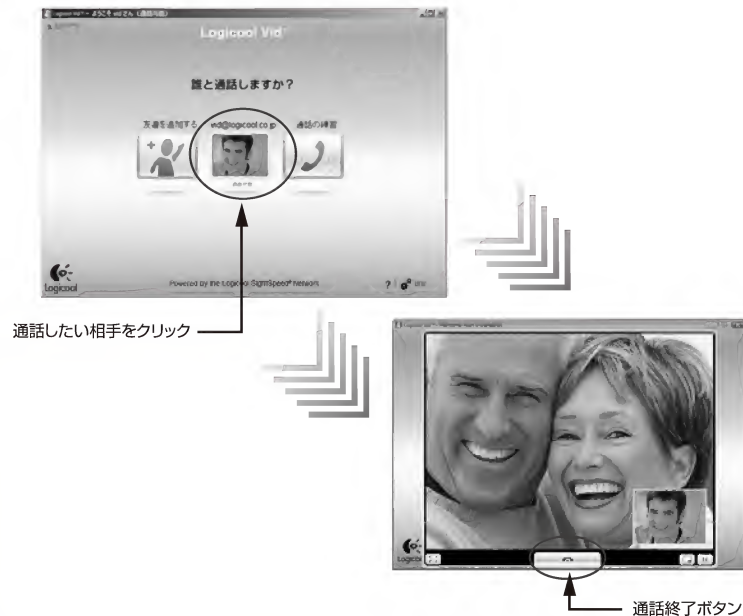 Logicool Vid™
誰と通話しますか?
友達を追加する
vid@logicool.co.jp
通話の練習
Logicool
Powered by the Logicool SightSpeed® Network
?
通話したい相手をクリック
Logicool
通話終了ボタン